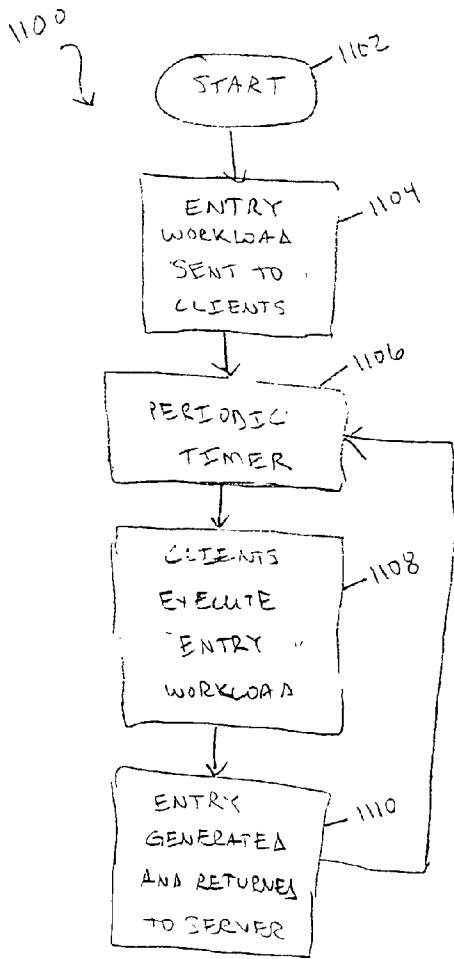 1100
1102
START
ENTRY
WORKLOAD
SENT TO
CLIENTS
1104
1106
PERIODIC
TIMER
CLIENTS
EXECUTE
ENTRY
WORKLOAD
1108
ENTRY
GENERATED
AND RETURNED
TO SERVER
1110